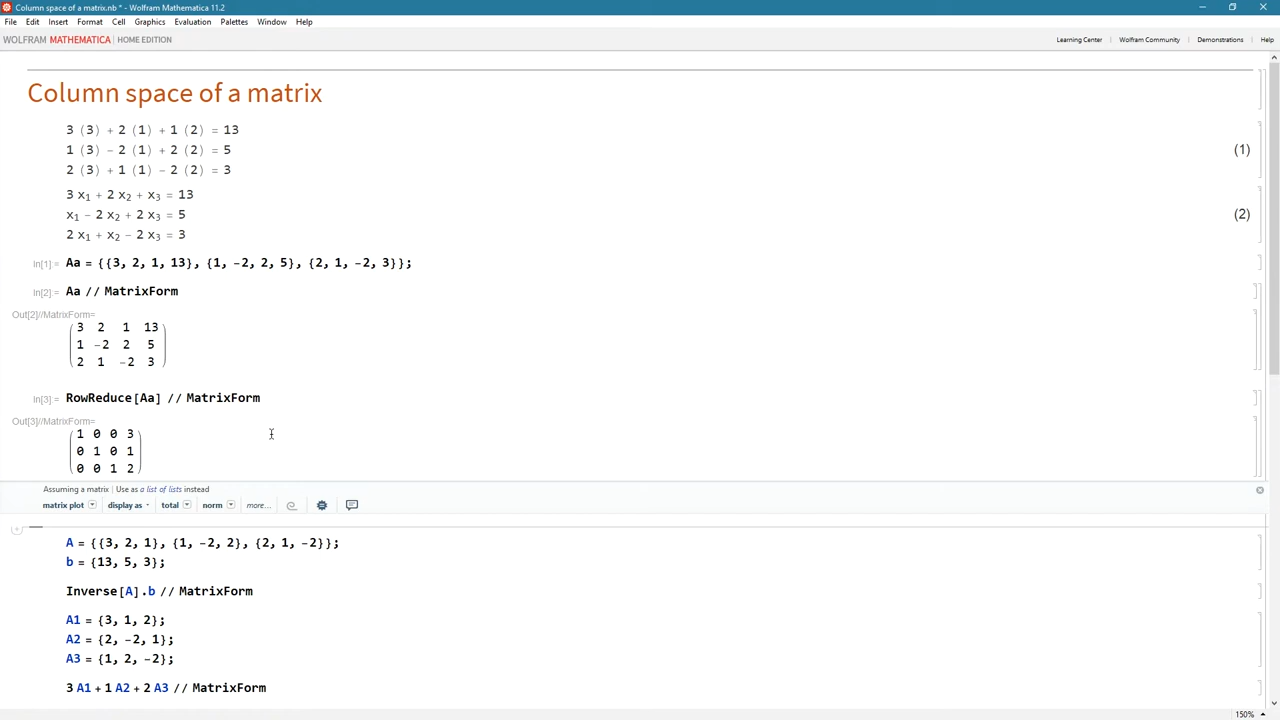 Column space of a matrix.nb * - Wolfram Mathematica 11.2
File Edit Insert Format Cell Graphics Evaluation Palettes Window Help
WOLFRAM MATHEMATICA | HOME EDITION Learning Center | Wolfram Community | Demonstrations | Help
Column space of a matrix
3 (3) + 2 (1) + 1 (2) = 13
1 (3) - 2 (1) + 2 (2) = 5 (1)
2 (3) + 1 (1) - 2 (2) = 3
3 x₁ + 2 x₂ + x₃ = 13
x₁ - 2 x₂ + 2 x₃ = 5 (2)
2 x₁ + x₂ - 2 x₃ = 3
In[1]:= Aa = {{3, 2, 1, 13}, {1, -2, 2, 5}, {2, 1, -2, 3}};
In[2]:= Aa // MatrixForm
Out[2]//MatrixForm=
3 2 1 13
1 -2 2 5
2 1 -2 3
In[3]:= RowReduce[Aa] // MatrixForm
Out[3]//MatrixForm=
1 0 0 3
0 1 0 1
0 0 1 2
Assuming a matrix | Use as a list of lists instead
matrix plot display as total norm more...
A = {{3, 2, 1}, {1, -2, 2}, {2, 1, -2}};
b = {13, 5, 3};
Inverse[A].b // MatrixForm
A1 = {3, 1, 2};
A2 = {2, -2, 1};
A3 = {1, 2, -2};
3 A1 + 1 A2 + 2 A3 // MatrixForm
150%